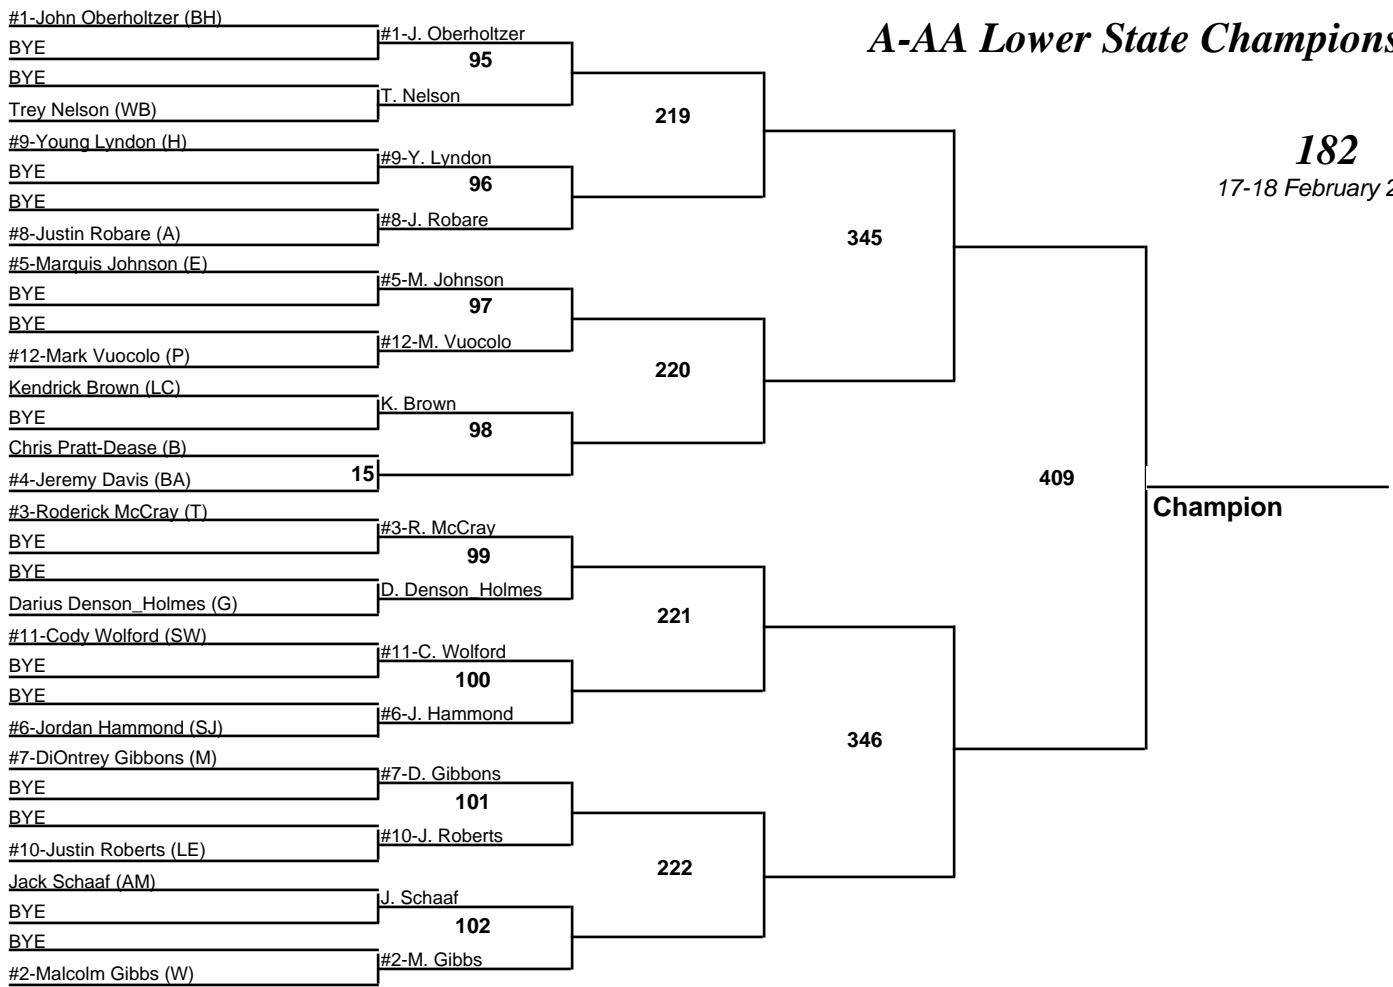 A-AA Lower State Champions
182
17-18 February 2
#1-John Oberholtzer (BH)
BYE
BYE
Trey Nelson (WB)
#9-Young Lyndon (H)
BYE
BYE
#8-Justin Robare (A)
#5-Marquis Johnson (E)
BYE
BYE
#12-Mark Vuocolo (P)
Kendrick Brown (LC)
BYE
Chris Pratt-Dease (B)
#4-Jeremy Davis (BA)
15
#3-Roderick McCray (T)
BYE
BYE
Darius Denson_Holmes (G)
#11-Cody Wolford (SW)
BYE
BYE
#6-Jordan Hammond (SJ)
#7-DiOntrey Gibbons (M)
BYE
BYE
#10-Justin Roberts (LE)
Jack Schaaf (AM)
BYE
BYE
#2-Malcolm Gibbs (W)
#1-J. Oberholtzer
95
T. Nelson
#9-Y. Lyndon
96
#8-J. Robare
#5-M. Johnson
97
#12-M. Vuocolo
K. Brown
98
#3-R. McCray
99
D. Denson_Holmes
#11-C. Wolford
100
#6-J. Hammond
#7-D. Gibbons
101
#10-J. Roberts
J. Schaaf
102
#2-M. Gibbs
219
220
221
222
345
346
409
Champion